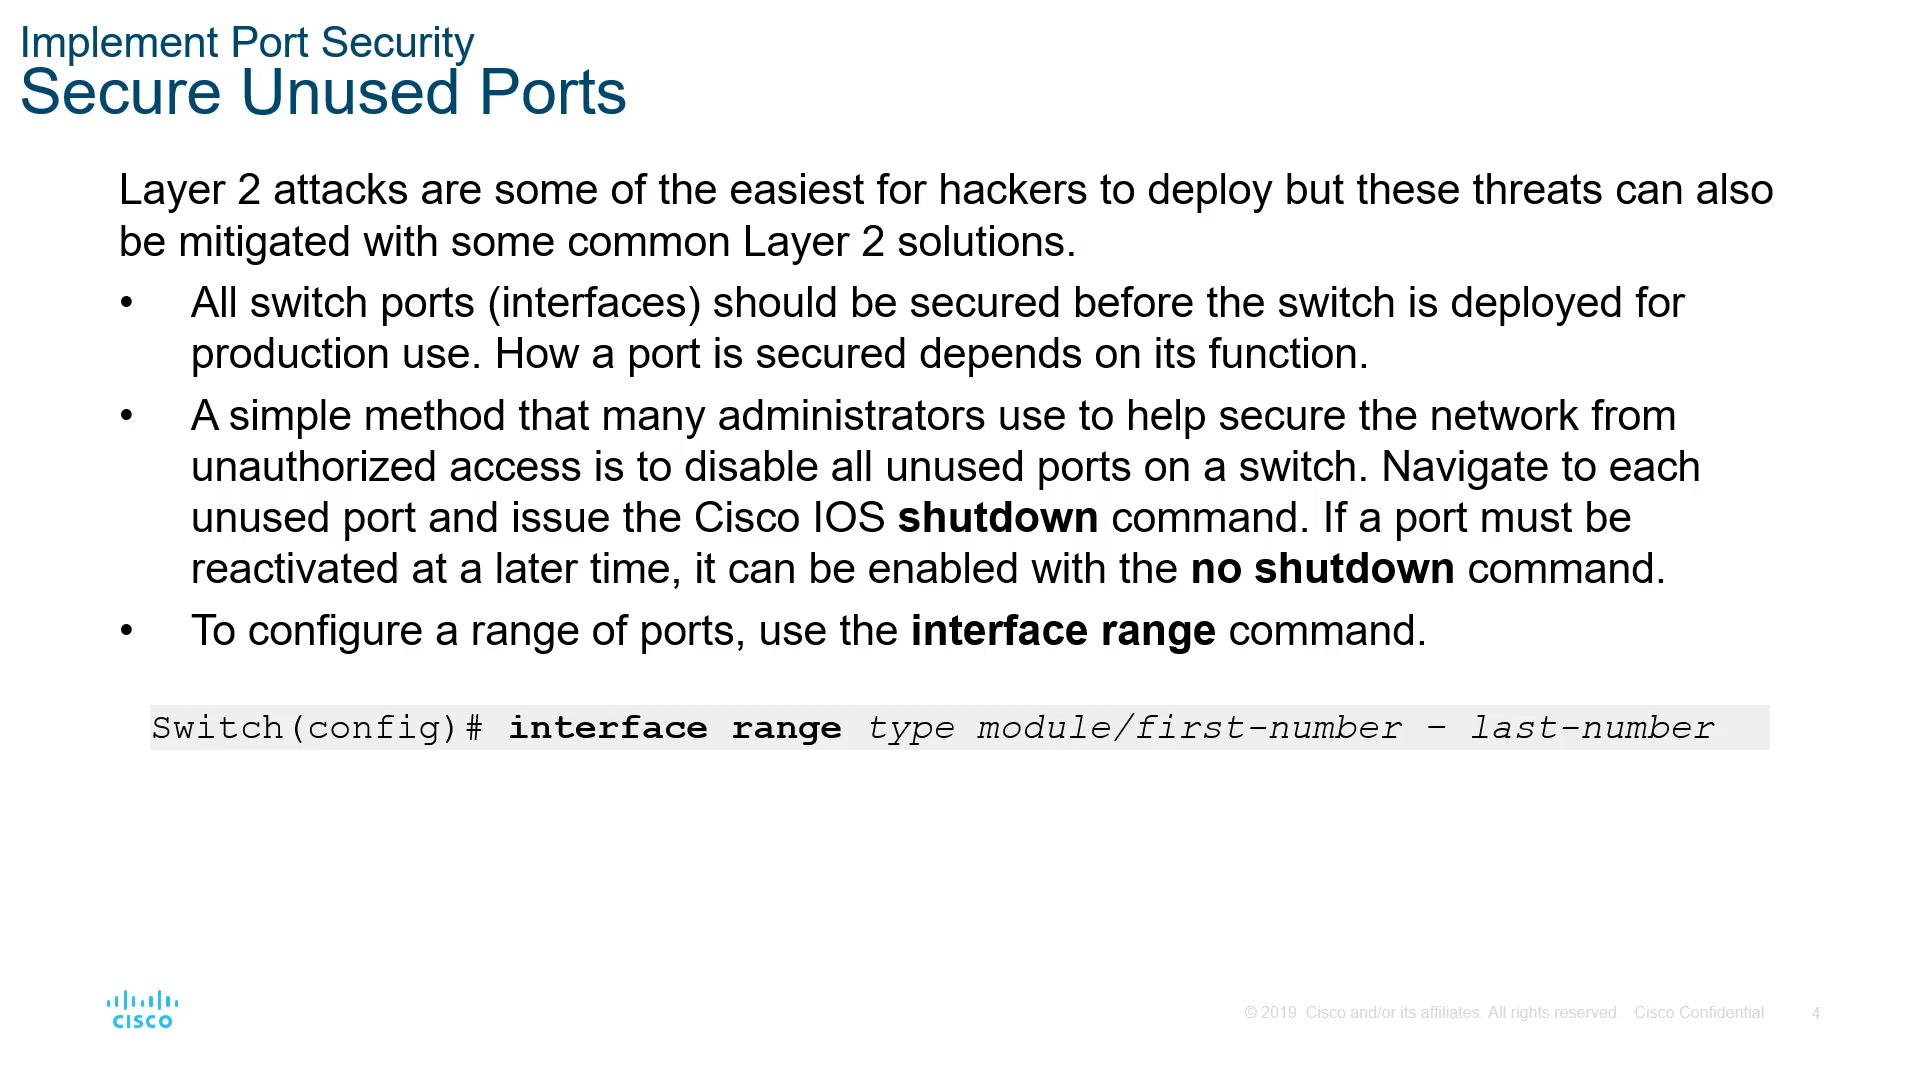 Implement Port Security
Secure Unused Ports
Layer 2 attacks are some of the easiest for hackers to deploy but these threats can also
be mitigated with some common Layer 2 solutions.
• All switch ports (interfaces) should be secured before the switch is deployed for
production use. How a port is secured depends on its function.
• A simple method that many administrators use to help secure the network from
unauthorized access is to disable all unused ports on a switch. Navigate to each
unused port and issue the Cisco IOS shutdown command. If a port must be
reactivated at a later time, it can be enabled with the no shutdown command.
• To configure a range of ports, use the interface range command.
Switch(config)# interface range type module/first-number – last-number
CISCO
© 2019 Cisco and/or its affiliates. All rights reserved. Cisco Confidential 4